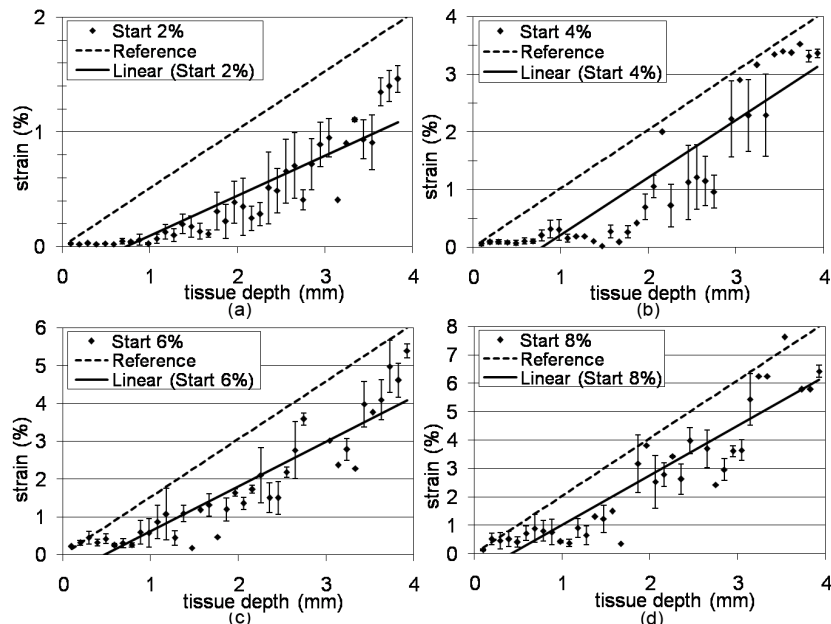 2
1
0
strain (%)
Start 2%
Reference
Linear (Start 2%)
0 1 2 3 4
tissue depth (mm)
(a)
4
3
2
1
0
strain (%)
Start 4%
Reference
Linear (Start 4%)
0 1 2 3 4
tissue depth (mm)
(b)
6
5
4
3
2
1
0
strain (%)
Start 6%
Reference
Linear (Start 6%)
0 1 2 3 4
tissue depth (mm)
(c)
8
7
6
5
4
3
2
1
0
strain (%)
Start 8%
Reference
Linear (Start 8%)
0 1 2 3 4
tissue depth (mm)
(d)